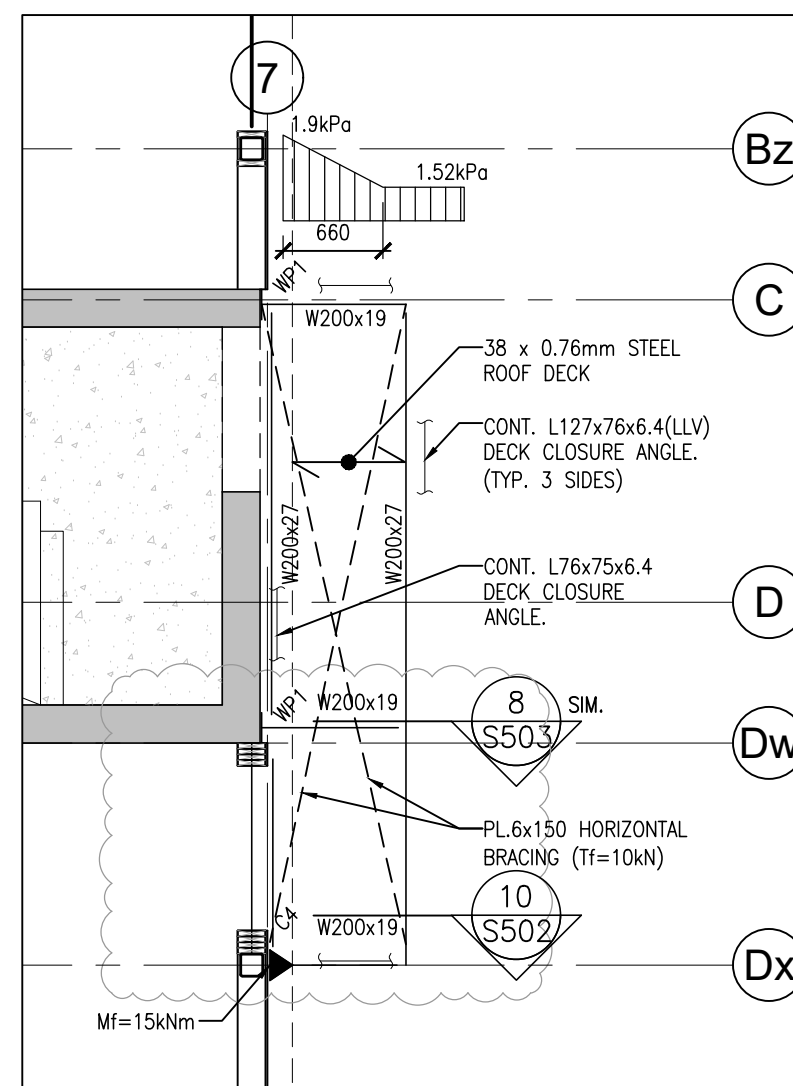 7
Bz
1.9kPa
1.52kPa
660
WP1
C
W200x19
38 x 0.76mm STEEL
ROOF DECK
CONT. L127x76x6.4(LLV)
DECK CLOSURE ANGLE.
(TYP. 3 SIDES)
W200x27
W200x27
CONT. L76x75x6.4
DECK CLOSURE
ANGLE.
D
WP1
W200x19
8
SIM.
S503
Dw
PL.6x150 HORIZONTAL
BRACING (Tf=10kN)
10
C4
W200x19
S502
Dx
Mf=15kNm